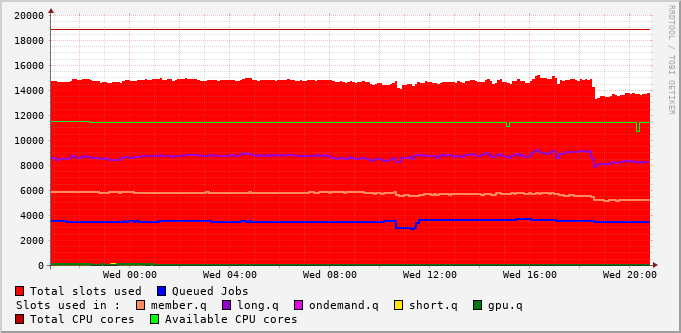 20000
18000
16000
14000
12000
10000
8000
6000
4000
2000
0
Wed 00:00 Wed 04:00 Wed 08:00 Wed 12:00 Wed 16:00 Wed 20:00
Total slots used Queued Jobs
Slots used in : member.q long.q ondemand.q short.q gpu.q
Total CPU cores Available CPU cores
RRDTOOL / TOBI OETIKER